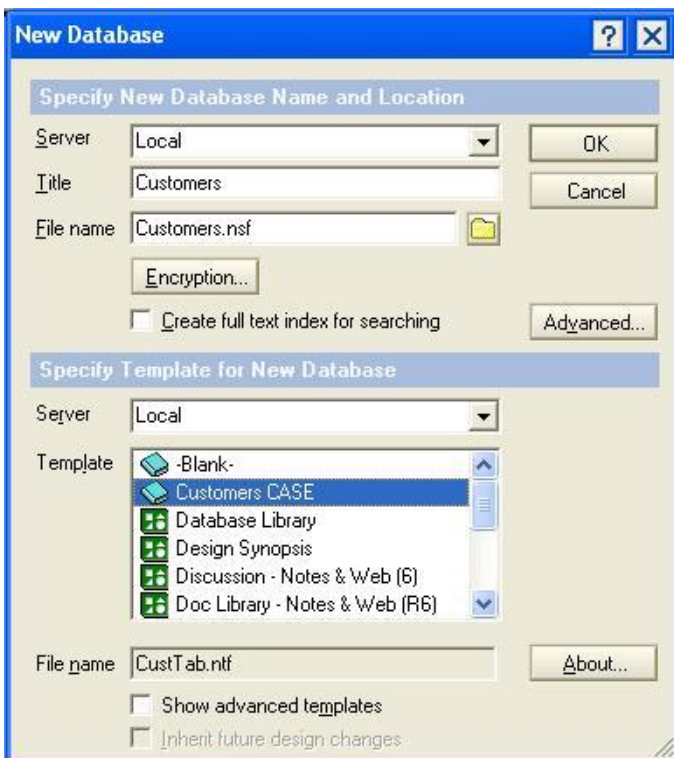 New Database
Specify New Database Name and Location
Server Local
OK
Title Customers
Cancel
File name Customers.nsf
Encryption...
Create full text index for searching
Advanced...
Specify Template for New Database
Server Local
Template -Blank-
Customers CASE
Database Library
Design Synopsis
Discussion - Notes & Web (6)
Doc Library - Notes & Web (R6)
File name CustTab.ntf
About...
Show advanced templates
Inherit future design changes